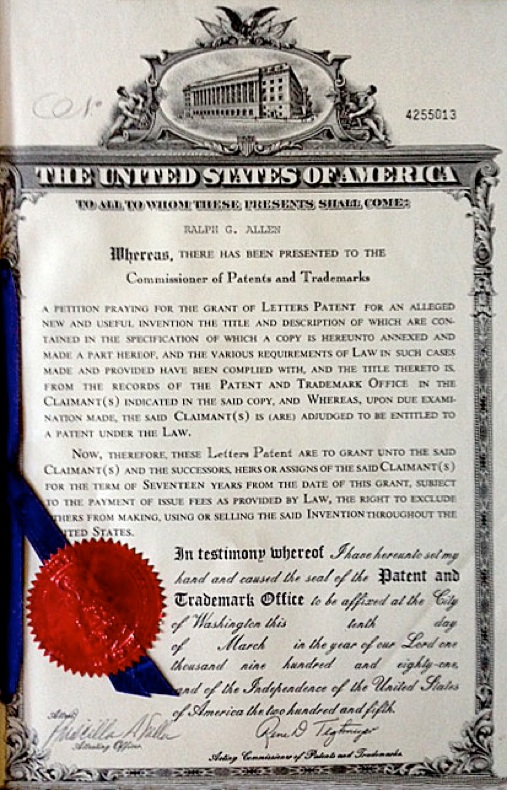 4255013
THE UNITED STATES OF AMERICA
TO ALL TO WHOM THESE PRESENTS SHALL COME:
RALPH G. ALLEN
Whereas, THERE HAS BEEN PRESENTED TO THE
Commissioner of Patents and Trademarks
A PETITION PRAYING FOR THE GRANT OF LETTERS PATENT FOR AN ALLEGED
NEW AND USEFUL INVENTION THE TITLE AND DESCRIPTION OF WHICH ARE CON-
TAINED IN THE SPECIFICATION OF WHICH A COPY IS HEREUNTO ANNEXED AND
MADE A PART HEREOF, AND THE VARIOUS REQUIREMENTS OF LAW IN SUCH CASES
MADE AND PROVIDED HAVE BEEN COMPLIED WITH, AND THE TITLE THERETO IS,
FROM THE RECORDS OF THE PATENT AND TRADEMARK OFFICE IN THE
CLAIMANT(S) INDICATED IN THE SAID COPY, AND WHEREAS, UPON DUE EXAMI-
NATION MADE, THE SAID CLAIMANT(S) IS (ARE) ADJUDGED TO BE ENTITLED TO
A PATENT UNDER THE LAW.
NOW, THEREFORE, THESE Letters Patent ARE TO GRANT UNTO THE SAID
CLAIMANT(S) AND THE SUCCESSORS, HEIRS OR ASSIGNS OF THE SAID CLAIMANT(S)
FOR THE TERM OF SEVENTEEN YEARS FROM THE DATE OF THIS GRANT, SUBJECT
TO THE PAYMENT OF ISSUE FEES AS PROVIDED BY LAW, THE RIGHT TO EXCLUDE
THERS FROM MAKING, USING OR SELLING THE SAID INVENTION THROUGHOUT THE
TED STATES.
In testimony whereof I have hereunto set my
hand and caused the seal of the Patent and
Trademark Office to be affixed at the City
of Washington this tenth day
of March in the year of our Lord one
thousand nine hundred and eighty-one,
and of the Independence of the United States
of America the two hundred and fifth.
Attest
Rene D Tegtmeyer
Attesting Officer
Acting Commissioner of Patents and Trademarks